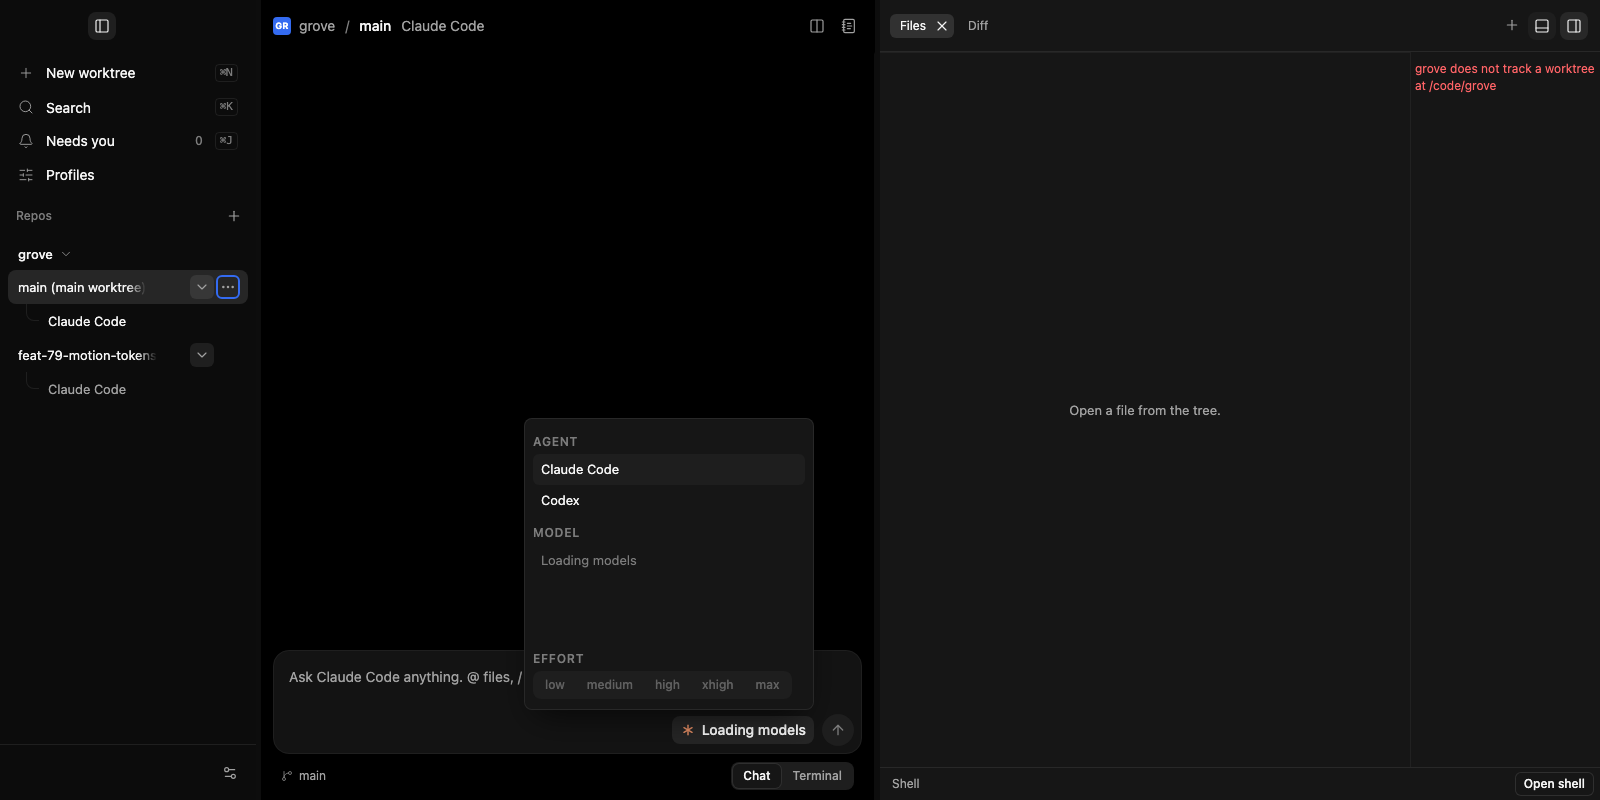 New worktree ⌘N
Search ⌘K
Needs you 0 ⌘J
Profiles
Repos
grove
main (main worktree)
Claude Code
feat-79-motion-tokens
Claude Code
GR grove / main Claude Code
AGENT
Claude Code
Codex
MODEL
Loading models
EFFORT
low medium high xhigh max
Ask Claude Code anything. @ files, /
Loading models
main
Chat Terminal
Files Diff
grove does not track a worktree
at /code/grove
Open a file from the tree.
Shell
Open shell